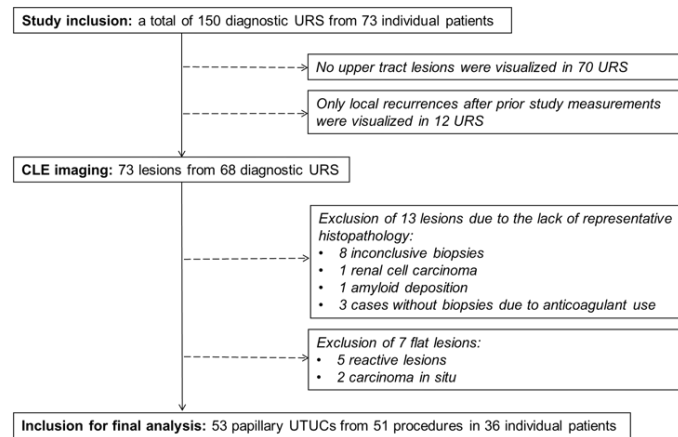 Study inclusion: a total of 150 diagnostic URS from 73 individual patients
No upper tract lesions were visualized in 70 URS
Only local recurrences after prior study measurements
were visualized in 12 URS
CLE imaging: 73 lesions from 68 diagnostic URS
Exclusion of 13 lesions due to the lack of representative
histopathology:
• 8 inconclusive biopsies
• 1 renal cell carcinoma
• 1 amyloid deposition
• 3 cases without biopsies due to anticoagulant use
Exclusion of 7 flat lesions:
• 5 reactive lesions
• 2 carcinoma in situ
Inclusion for final analysis: 53 papillary UTUCs from 51 procedures in 36 individual patients